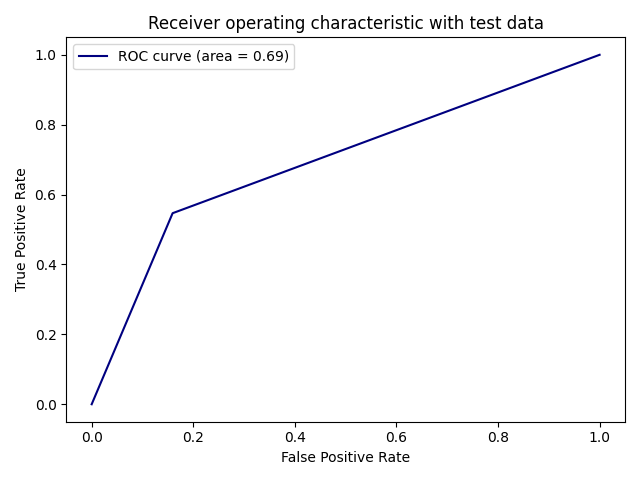 Receiver operating characteristic with test data
ROC curve (area = 0.69)
1.0
0.8
0.6
0.4
0.2
0.0
True Positive Rate
0.0 0.2 0.4 0.6 0.8 1.0
False Positive Rate